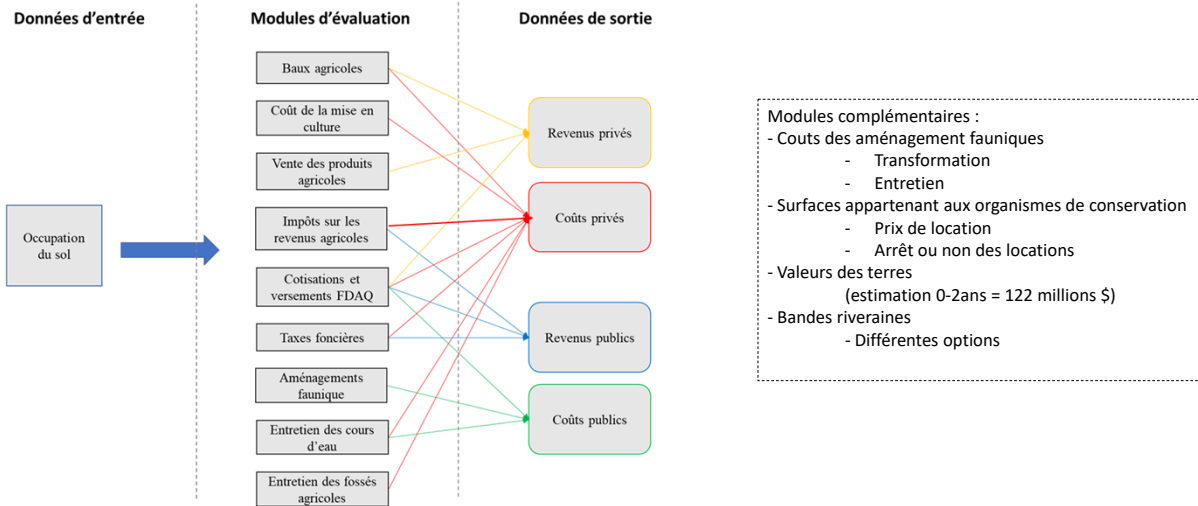 Données d’entrée
Modules d’évaluation
Données de sortie
Occupation
du sol
Baux agricoles
Coût de la mise en
culture
Vente des produits
agricoles
Impôts sur les
revenus agricoles
Cotisations et
versements FDAQ
Taxes foncières
Aménagements
faunique
Entretien des cours
d’eau
Entretien des fossés
agricoles
Revenus privés
Coûts privés
Revenus publics
Coûts publics
Modules complémentaires :
- Couts des aménagement fauniques
- Transformation
- Entretien
- Surfaces appartenant aux organismes de conservation
- Prix de location
- Arrêt ou non des locations
- Valeurs des terres
(estimation 0-2ans = 122 millions $)
- Bandes riveraines
- Différentes options